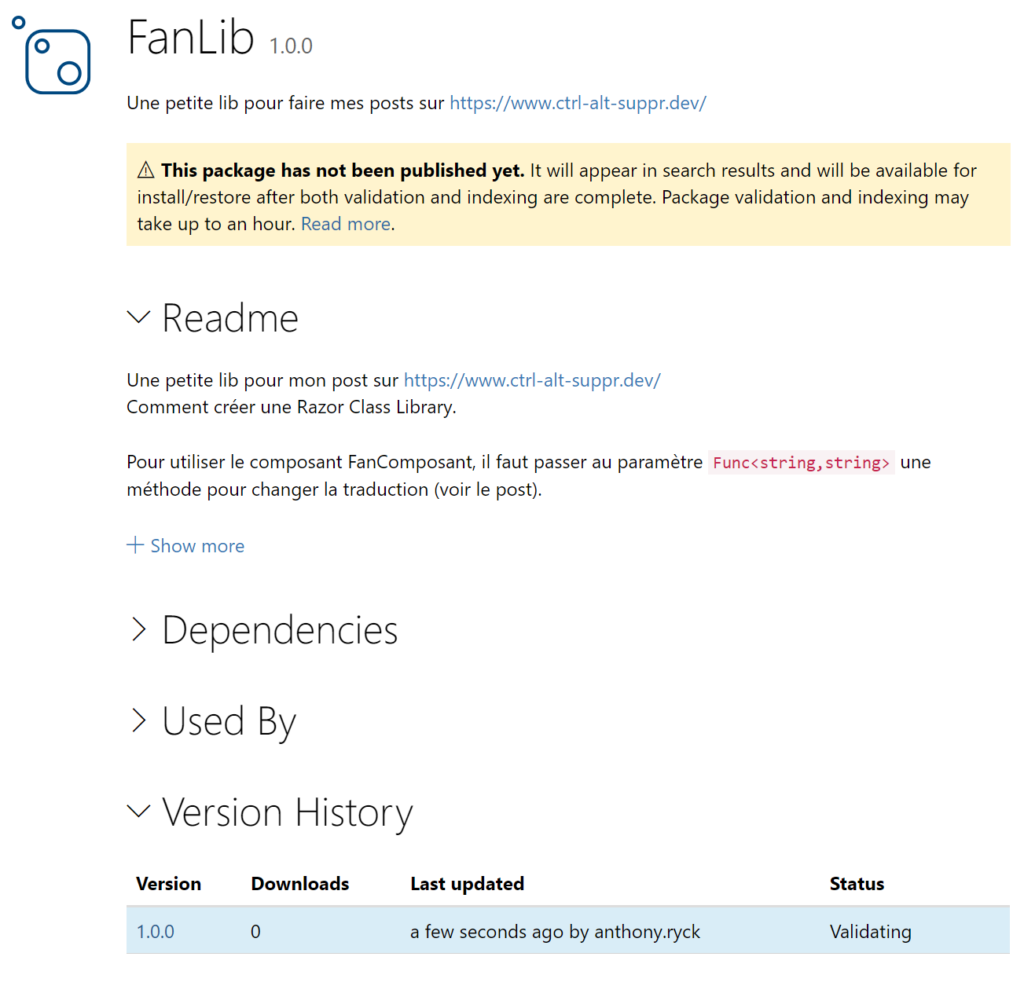 FanLib 1.0.0
Une petite lib pour faire mes posts sur https://www.ctrl-alt-suppr.dev/
⚠ This package has not been published yet. It will appear in search results and will be available for
install/restore after both validation and indexing are complete. Package validation and indexing may
take up to an hour. Read more.
Readme
Une petite lib pour mon post sur https://www.ctrl-alt-suppr.dev/
Comment créer une Razor Class Library.
Pour utiliser le composant FanComposant, il faut passer au paramètre Func<string,string> une
méthode pour changer la traduction (voir le post).
+ Show more
Dependencies
Used By
Version History
Version Downloads Last updated Status
1.0.0 0 a few seconds ago by anthony.ryck Validating